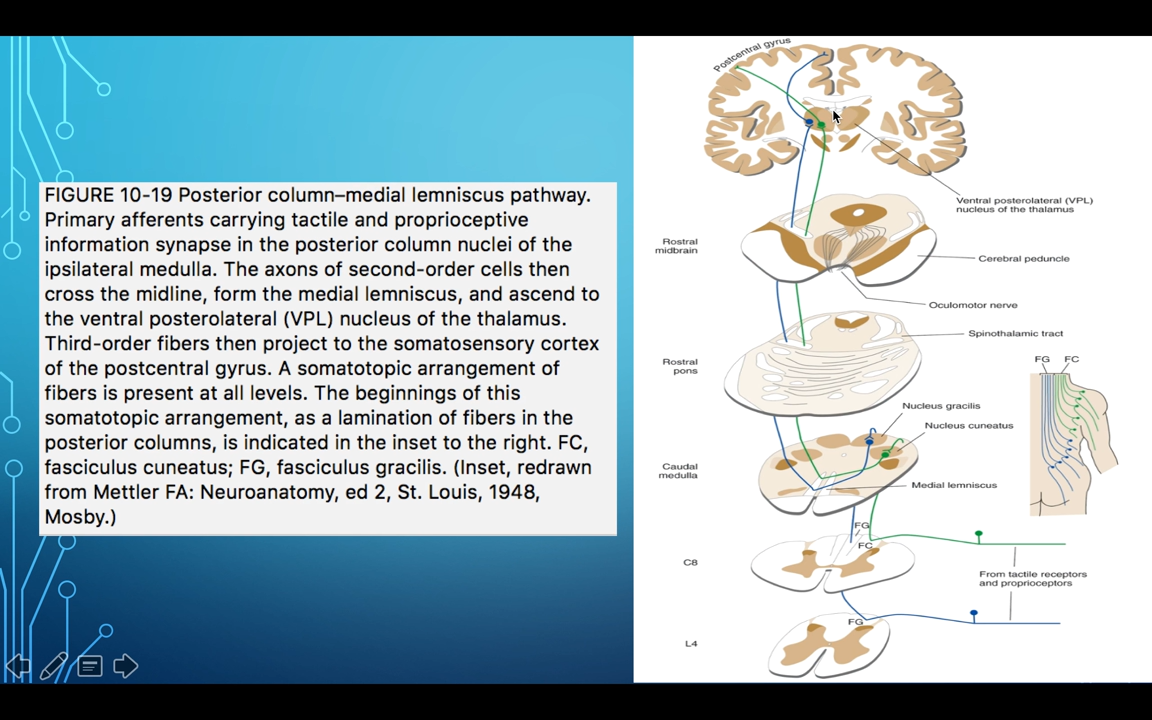 FIGURE 10-19 Posterior column–medial lemniscus pathway.
Primary afferents carrying tactile and proprioceptive
information synapse in the posterior column nuclei of the
ipsilateral medulla. The axons of second-order cells then
cross the midline, form the medial lemniscus, and ascend to
the ventral posterolateral (VPL) nucleus of the thalamus.
Third-order fibers then project to the somatosensory cortex
of the postcentral gyrus. A somatotopic arrangement of
fibers is present at all levels. The beginnings of this
somatotopic arrangement, as a lamination of fibers in the
posterior columns, is indicated in the inset to the right. FC,
fasciculus cuneatus; FG, fasciculus gracilis. (Inset, redrawn
from Mettler FA: Neuroanatomy, ed 2, St. Louis, 1948,
Mosby.)
Postcentral gyrus
Ventral posterolateral (VPL)
nucleus of the thalamus
Rostral
midbrain
Cerebral peduncle
Oculomotor nerve
Spinothalamic tract
Rostral
pons
FG FC
Nucleus gracilis
Nucleus cuneatus
Caudal
medulla
Medial lemniscus
FG
FC
C8
From tactile receptors
and proprioceptors
FG
L4